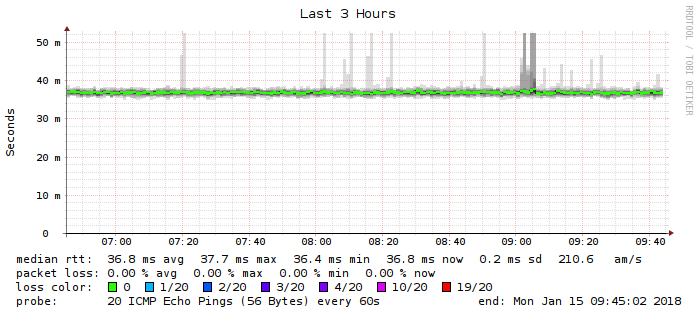 Last 3 Hours
RRDTOOL / TOBI OETIKER
Seconds
50 m
40 m
30 m
20 m
10 m
0
07:00 07:20 07:40 08:00 08:20 08:40 09:00 09:20 09:40
median rtt: 36.8 ms avg 37.7 ms max 36.4 ms min 36.8 ms now 0.2 ms sd 210.6 am/s
packet loss: 0.00 % avg 0.00 % max 0.00 % min 0.00 % now
loss color: 0 1/20 2/20 3/20 4/20 10/20 19/20
probe: 20 ICMP Echo Pings (56 Bytes) every 60s end: Mon Jan 15 09:45:02 2018